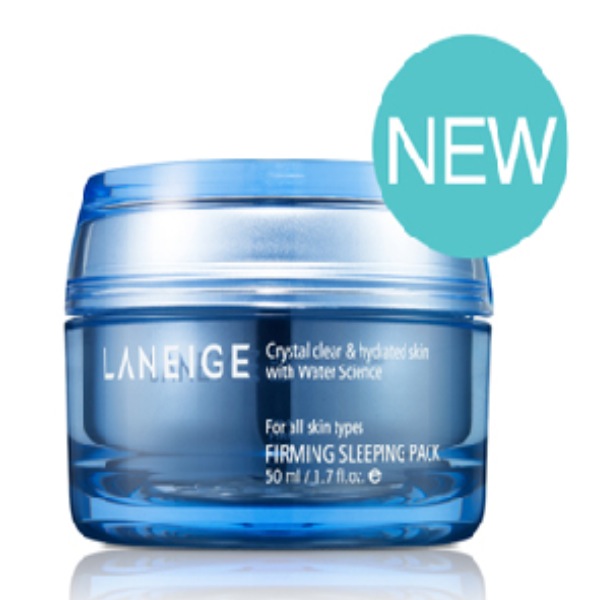 NEW
LANEIGE
Crystal clear & hydrated skin
with Water Science
For all skin types
FIRMING SLEEPING PACK
50 ml / 1.7 fl.oz. e